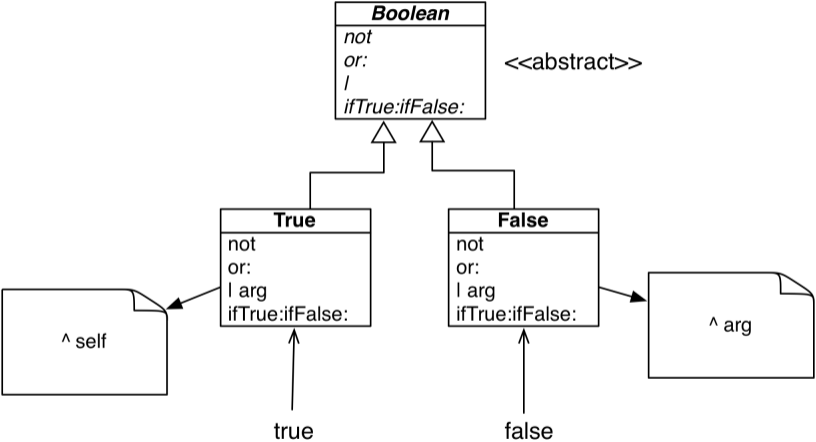 Boolean
not
or:
|
ifTrue:ifFalse:
<<abstract>>
True
not
or:
| arg
ifTrue:ifFalse:
False
not
or:
| arg
ifTrue:ifFalse:
^ self
^ arg
true
false